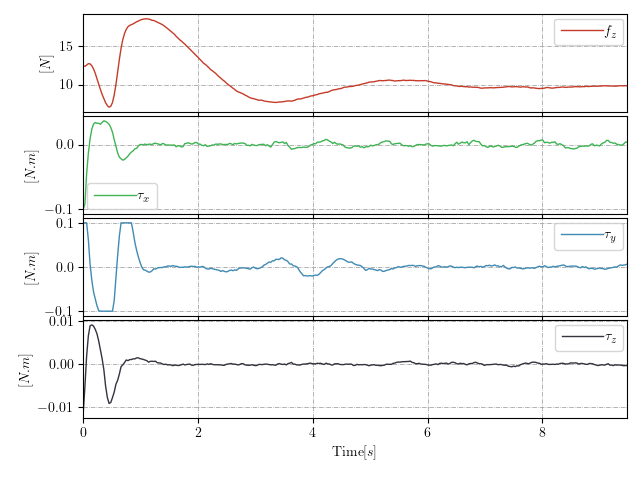 [N]
15
10
f_z
[N.m]
0.0
−0.1
τ_x
[N.m]
0.1
0.0
−0.1
τ_y
[N.m]
0.01
0.00
−0.01
τ_z
0 2 4 6 8
Time[s]